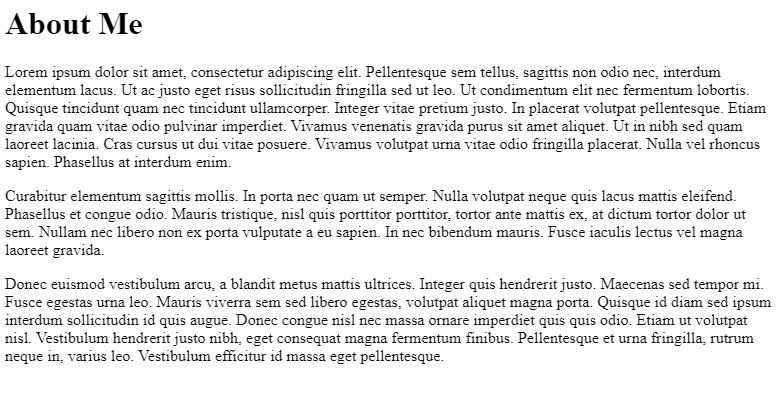 About Me
Lorem ipsum dolor sit amet, consectetur adipiscing elit. Pellentesque sem tellus, sagittis non odio nec, interdum
elementum lacus. Ut ac justo eget risus sollicitudin fringilla sed ut leo. Ut condimentum elit nec fermentum lobortis.
Quisque tincidunt quam nec tincidunt ullamcorper. Integer vitae pretium justo. In placerat volutpat pellentesque. Etiam
gravida quam vitae odio pulvinar imperdiet. Vivamus venenatis gravida purus sit amet aliquet. Ut in nibh sed quam
laoreet lacinia. Cras cursus ut dui vitae posuere. Vivamus volutpat urna vitae odio fringilla placerat. Nulla vel rhoncus
sapien. Phasellus at interdum enim.
Curabitur elementum sagittis mollis. In porta nec quam ut semper. Nulla volutpat neque quis lacus mattis eleifend.
Phasellus et congue odio. Mauris tristique, nisl quis porttitor porttitor, tortor ante mattis ex, at dictum tortor dolor ut
sem. Nullam nec libero non ex porta vulputate a eu sapien. In nec bibendum mauris. Fusce iaculis lectus vel magna
laoreet gravida.
Donec euismod vestibulum arcu, a blandit metus mattis ultrices. Integer quis hendrerit justo. Maecenas sed tempor mi.
Fusce egestas urna leo. Mauris viverra sem sed libero egestas, volutpat aliquet magna porta. Quisque id diam sed ipsum
interdum sollicitudin id quis augue. Donec congue nisl nec massa ornare imperdiet quis quis odio. Etiam ut volutpat
nisl. Vestibulum hendrerit justo nibh, eget consequat magna fermentum finibus. Pellentesque et urna fringilla, rutrum
neque in, varius leo. Vestibulum efficitur id massa eget pellentesque.